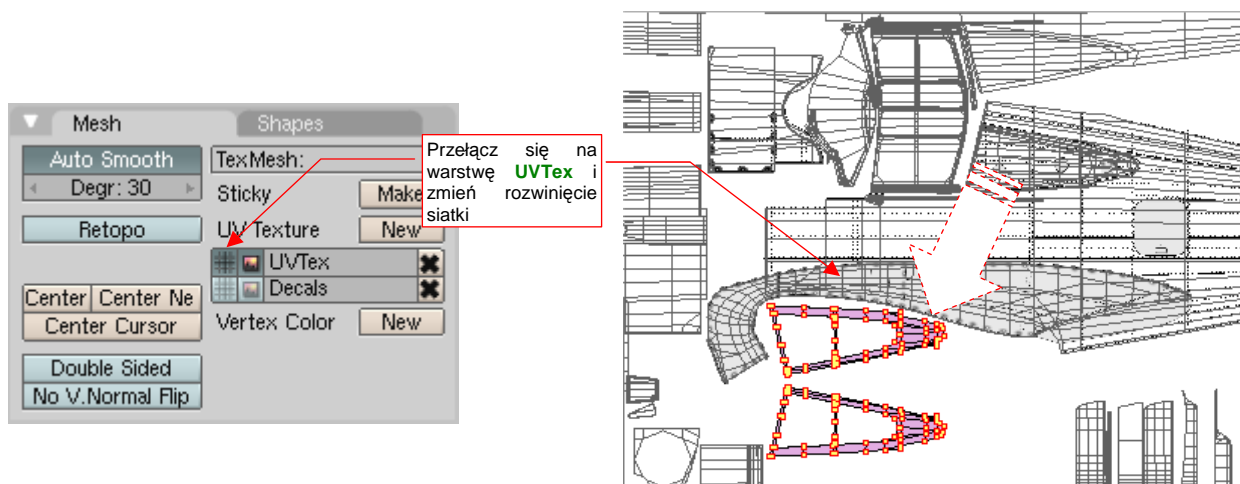 Mesh
Shapes
Auto Smooth
TexMesh:
Degr: 30
Sticky
Make
Retopo
UV Texture
New
UVTex
Decals
Center
Center Ne
Center Cursor
Vertex Color
New
Double Sided
No V.Normal Flip
Przełącz się na
warstwę UVTex i
zmień rozwinięcie
siatki